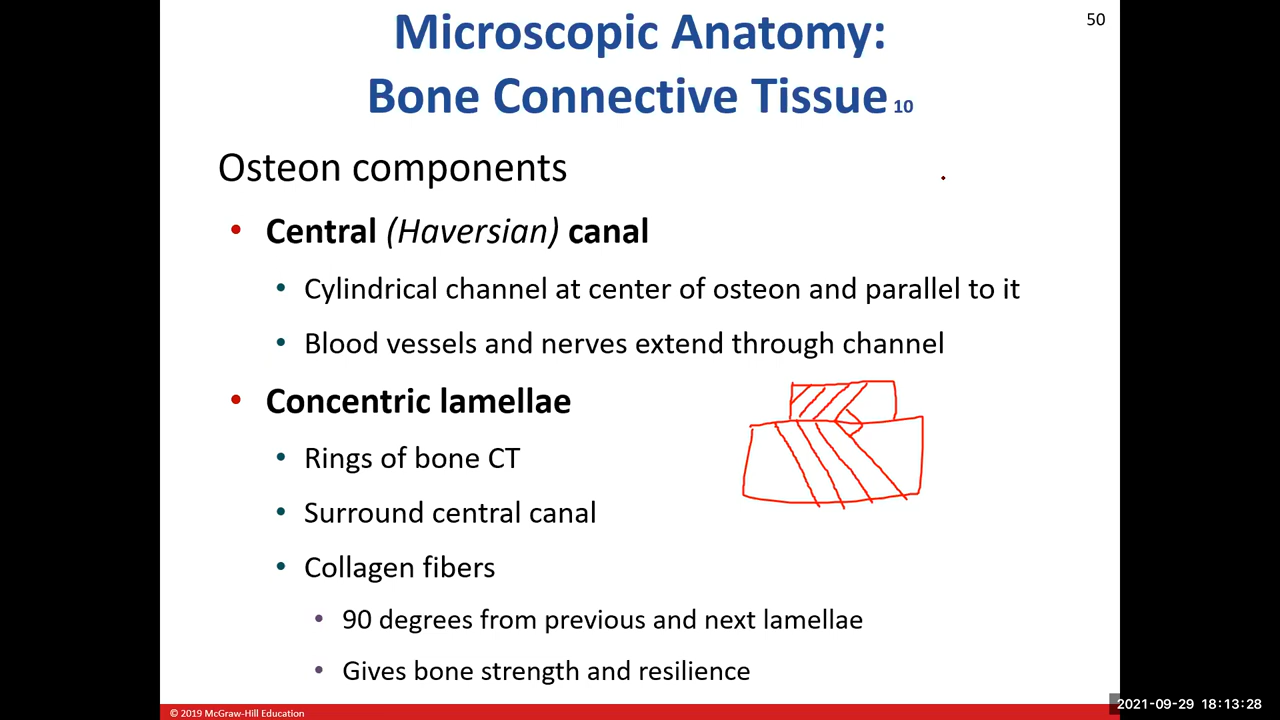 50
Microscopic Anatomy:
Bone Connective Tissue 10
Osteon components
• Central (Haversian) canal
• Cylindrical channel at center of osteon and parallel to it
• Blood vessels and nerves extend through channel
• Concentric lamellae
• Rings of bone CT
• Surround central canal
• Collagen fibers
• 90 degrees from previous and next lamellae
• Gives bone strength and resilience
© 2019 McGraw-Hill Education
2021-09-29 18:13:28